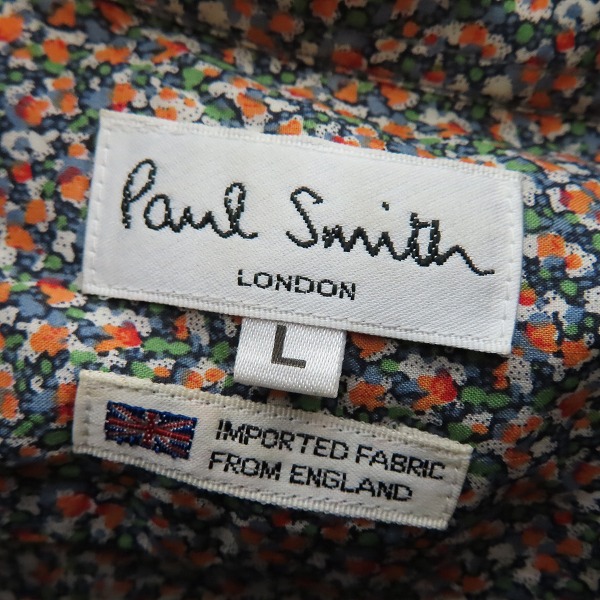 Paul Smith
LONDON
L
IMPORTED FABRIC
FROM ENGLAND